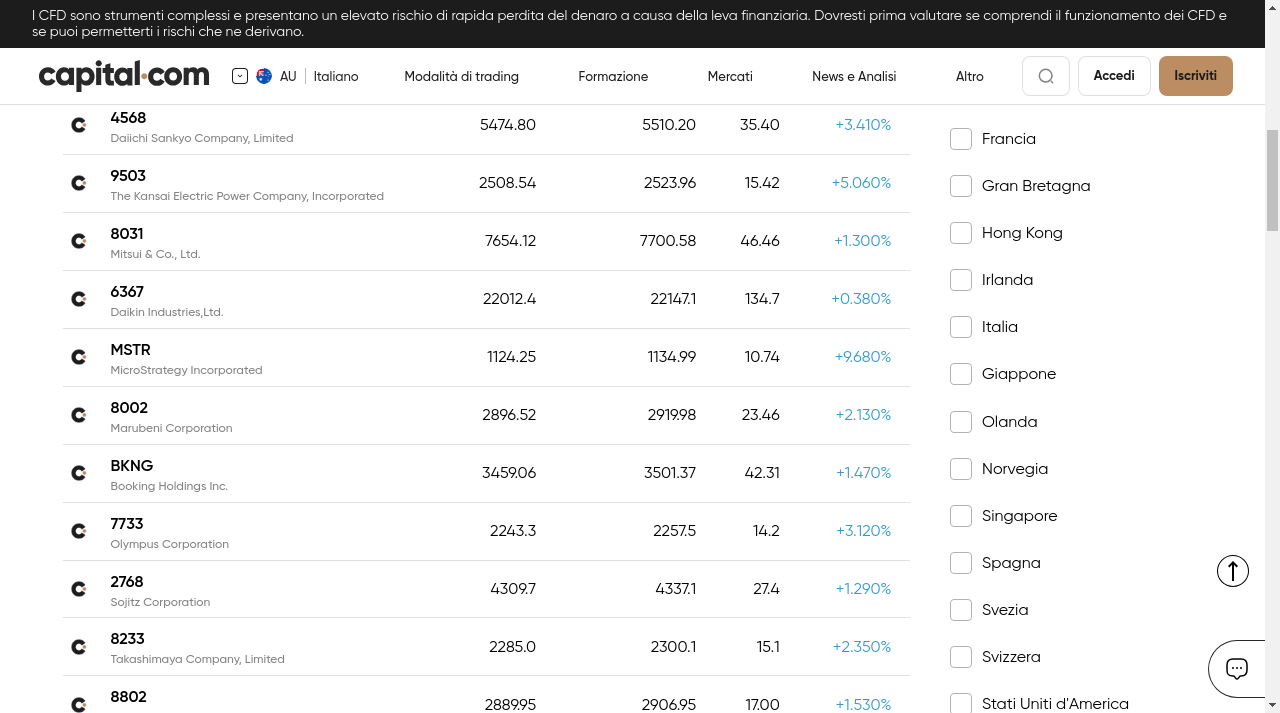 I CFD sono strumenti complessi e presentano un elevato rischio di rapida perdita del denaro a causa della leva finanziaria. Dovresti prima valutare se comprendi il funzionamento dei CFD e
se puoi permetterti i rischi che ne derivano.
capital.com AU Italiano Modalità di trading Formazione Mercati News e Analisi Altro Accedi Iscriviti
4568 5474.80 5510.20 35.40 +3.410%
Daiichi Sankyo Company, Limited
9503 2508.54 2523.96 15.42 +5.060%
The Kansai Electric Power Company, Incorporated
8031 7654.12 7700.58 46.46 +1.300%
Mitsui & Co., Ltd.
6367 22012.4 22147.1 134.7 +0.380%
Daikin Industries,Ltd.
MSTR 1124.25 1134.99 10.74 +9.680%
MicroStrategy Incorporated
8002 2896.52 2919.98 23.46 +2.130%
Marubeni Corporation
BKNG 3459.06 3501.37 42.31 +1.470%
Booking Holdings Inc.
7733 2243.3 2257.5 14.2 +3.120%
Olympus Corporation
2768 4309.7 4337.1 27.4 +1.290%
Sojitz Corporation
8233 2285.0 2300.1 15.1 +2.350%
Takashimaya Company, Limited
8802 2889.95 2906.95 17.00 +1.530%
Francia
Gran Bretagna
Hong Kong
Irlanda
Italia
Giappone
Olanda
Norvegia
Singapore
Spagna
Svezia
Svizzera
Stati Uniti d'America